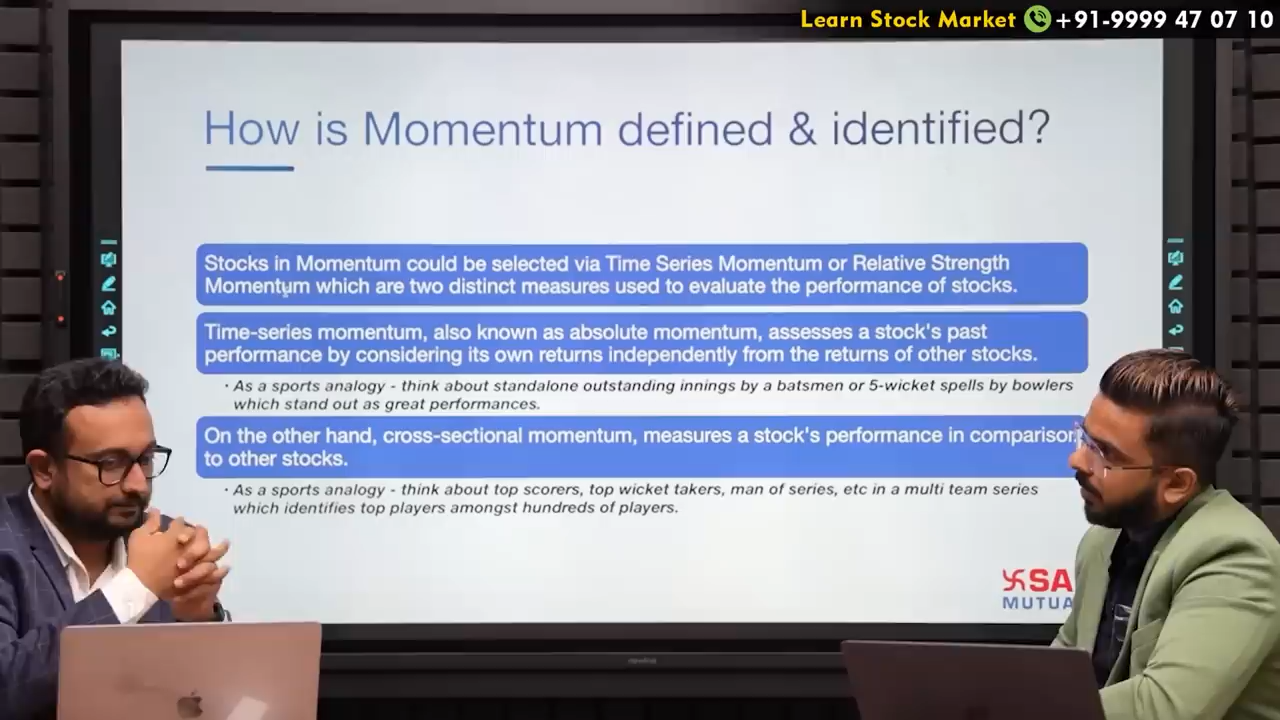 Learn Stock Market +91-9999 47 07 10
How is Momentum defined & identified?
Stocks in Momentum could be selected via Time Series Momentum or Relative Strength
Momentum which are two distinct measures used to evaluate the performance of stocks.
Time-series momentum, also known as absolute momentum, assesses a stock's past
performance by considering its own returns independently from the returns of other stocks.
· As a sports analogy - think about standalone outstanding innings by a batsmen or 5-wicket spells by bowlers
which stand out as great performances.
On the other hand, cross-sectional momentum, measures a stock's performance in comparison
to other stocks.
· As a sports analogy - think about top scorers, top wicket takers, man of series, etc in a multi team series
which identifies top players amongst hundreds of players.
SA
MUTUA